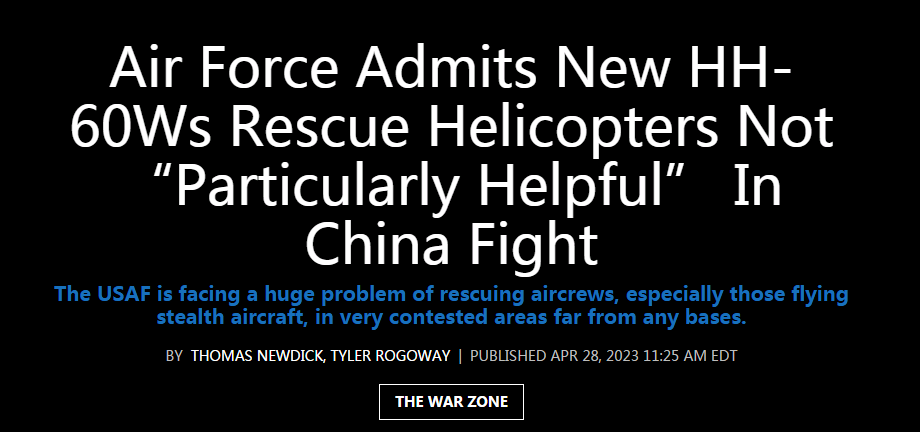 Air Force Admits New HH-
60Ws Rescue Helicopters Not
“Particularly Helpful” In
China Fight
The USAF is facing a huge problem of rescuing aircrews, especially those flying
stealth aircraft, in very contested areas far from any bases.
BY THOMAS NEWDICK, TYLER ROGOWAY | PUBLISHED APR 28, 2023 11:25 AM EDT
THE WAR ZONE